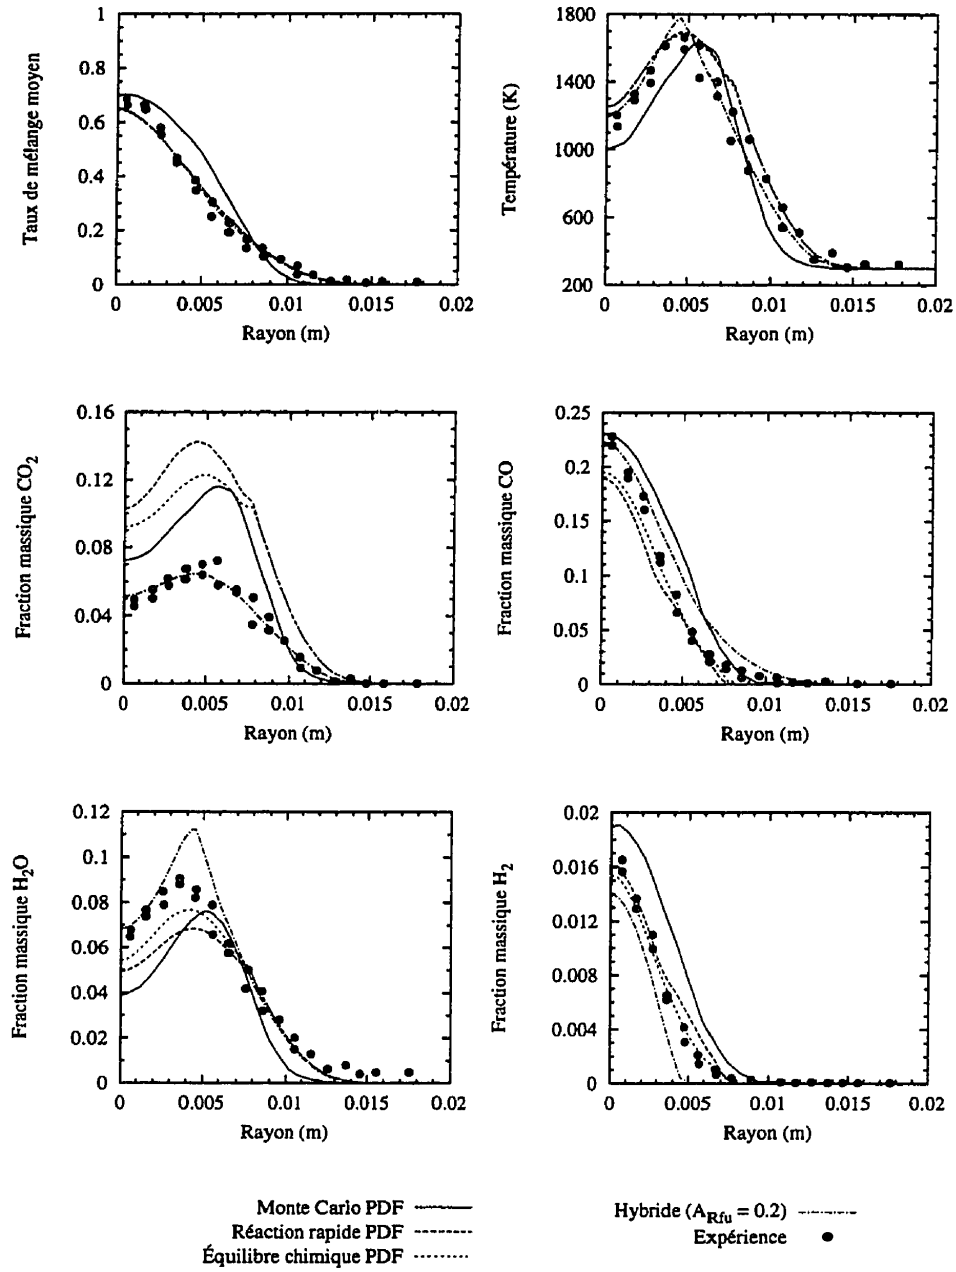 1
0.8
0.6
0.4
0.2
0
Taux de mélange moyen
0 0.005 0.01 0.015 0.02
Rayon (m)
1800
1400
1000
600
200
Température (K)
0 0.005 0.01 0.015 0.02
Rayon (m)
0.16
0.12
0.08
0.04
0
Fraction massique CO2
0 0.005 0.01 0.015 0.02
Rayon (m)
0.25
0.2
0.15
0.1
0.05
0
Fraction massique CO
0 0.005 0.01 0.015 0.02
Rayon (m)
0.12
0.1
0.08
0.06
0.04
0.02
0
Fraction massique H2O
0 0.005 0.01 0.015 0.02
Rayon (m)
0.02
0.016
0.012
0.008
0.004
0
Fraction massique H2
0 0.005 0.01 0.015 0.02
Rayon (m)
Monte Carlo PDF
Réaction rapide PDF
Équilibre chimique PDF
Hybride (ARfu = 0.2)
Expérience